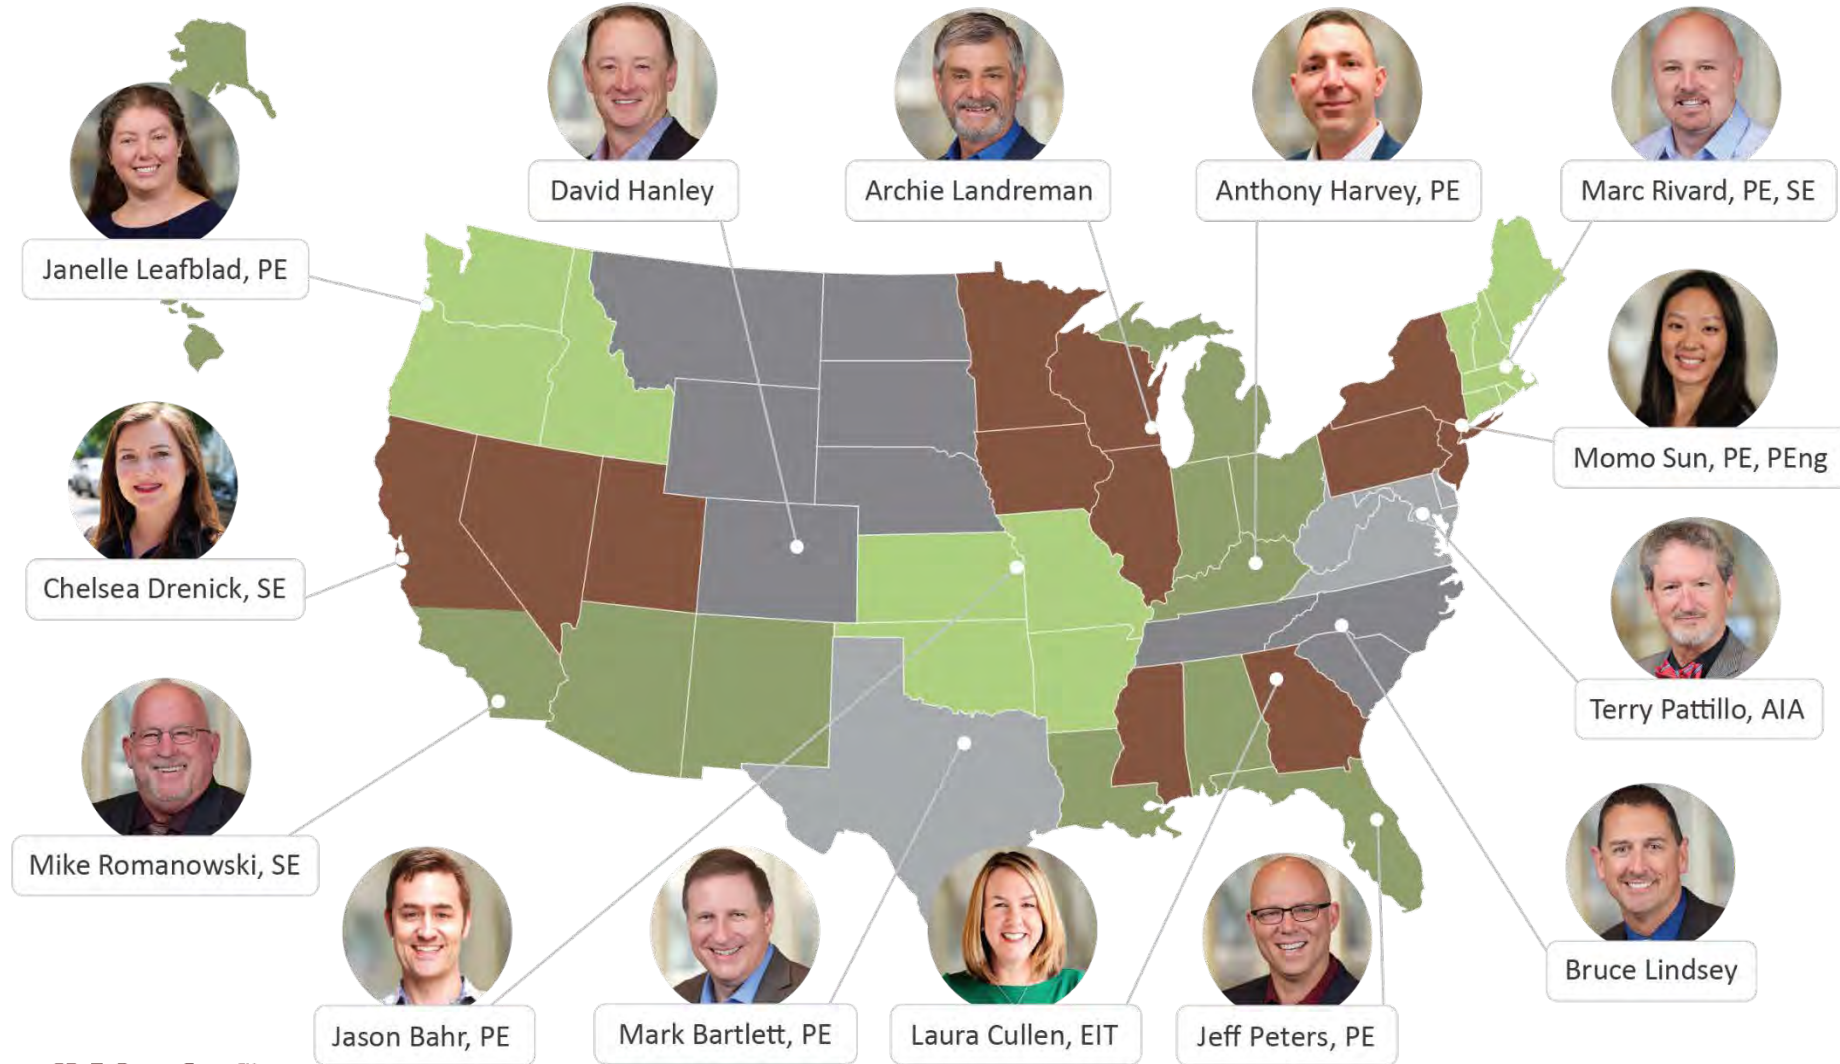 David Hanley
Archie Landreman
Anthony Harvey, PE
Marc Rivard, PE, SE
Janelle Leafblad, PE
Momo Sun, PE, PEng
Chelsea Drenick, SE
Terry Pattillo, AIA
Mike Romanowski, SE
Bruce Lindsey
Jason Bahr, PE
Mark Bartlett, PE
Laura Cullen, EIT
Jeff Peters, PE